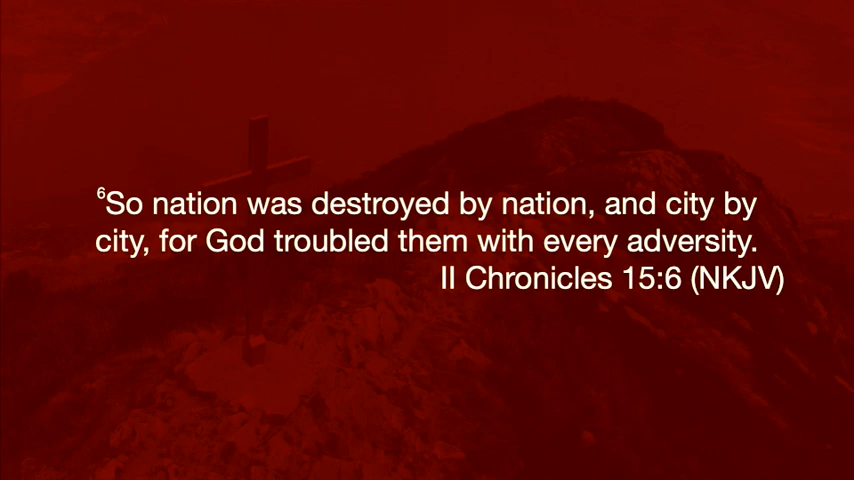 ⁶So nation was destroyed by nation, and city by
city, for God troubled them with every adversity.
II Chronicles 15:6 (NKJV)